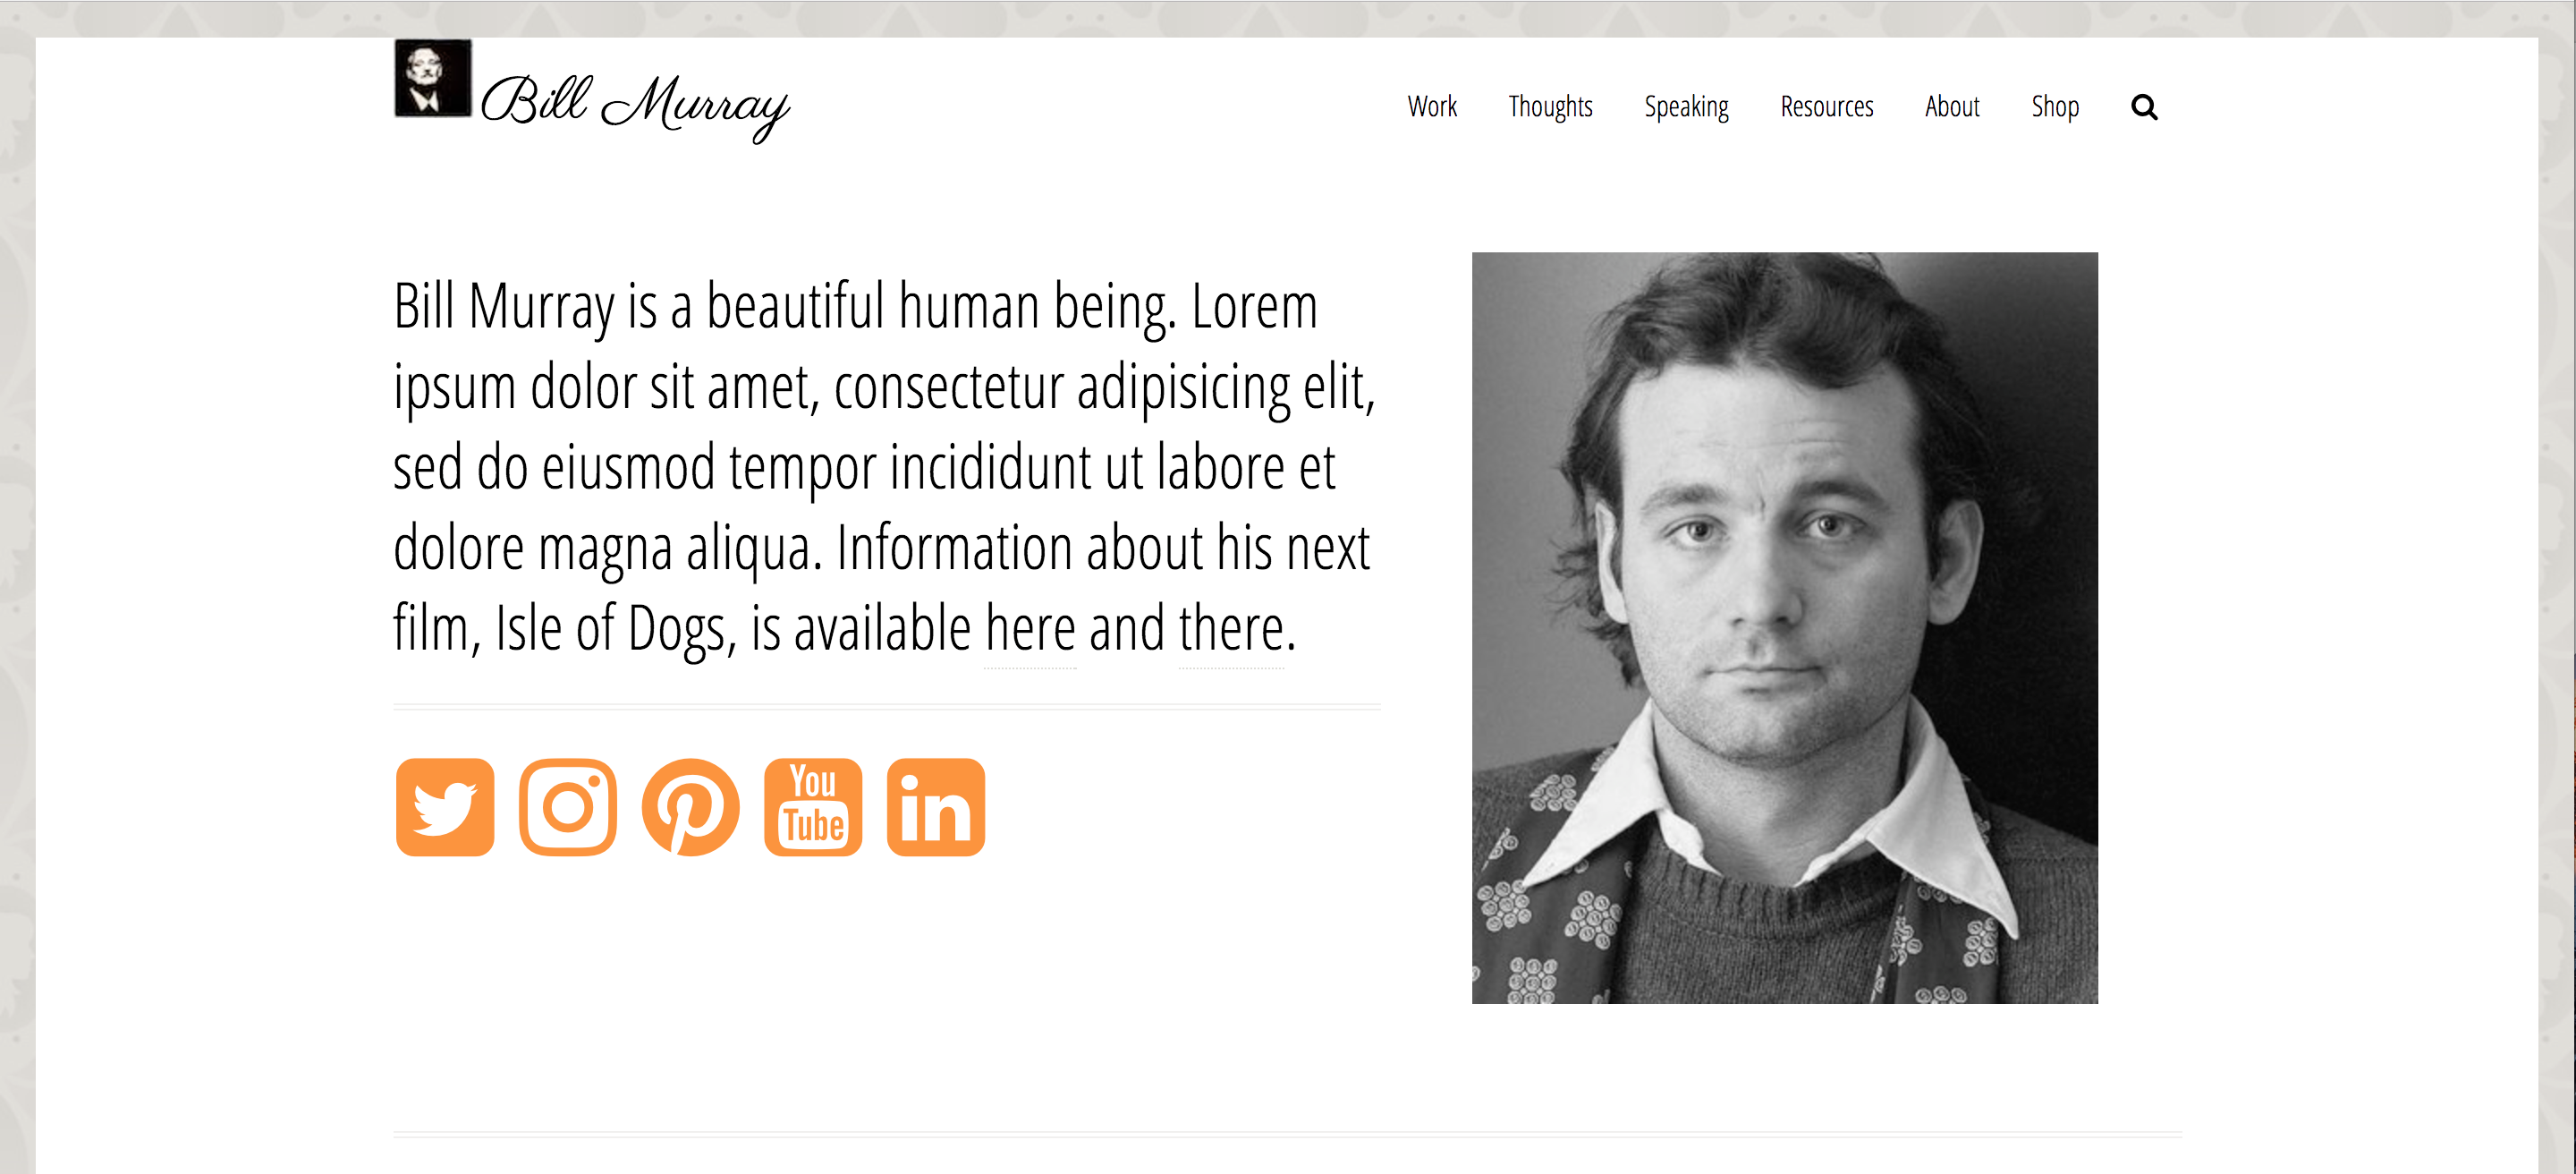 Bill Murray
Work Thoughts Speaking Resources About Shop
Bill Murray is a beautiful human being. Lorem
ipsum dolor sit amet, consectetur adipisicing elit,
sed do eiusmod tempor incididunt ut labore et
dolore magna aliqua. Information about his next
film, Isle of Dogs, is available here and there.
You
Tube
in